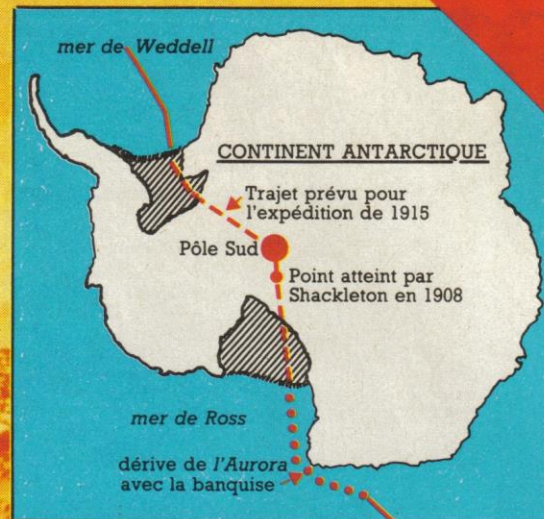 mer de Weddell
CONTINENT ANTARCTIQUE
Trajet prévu pour
l'expédition de 1915
Pôle Sud
Point atteint par
Shackleton en 1908
mer de Ross
dérive de l'Aurora
avec la banquise